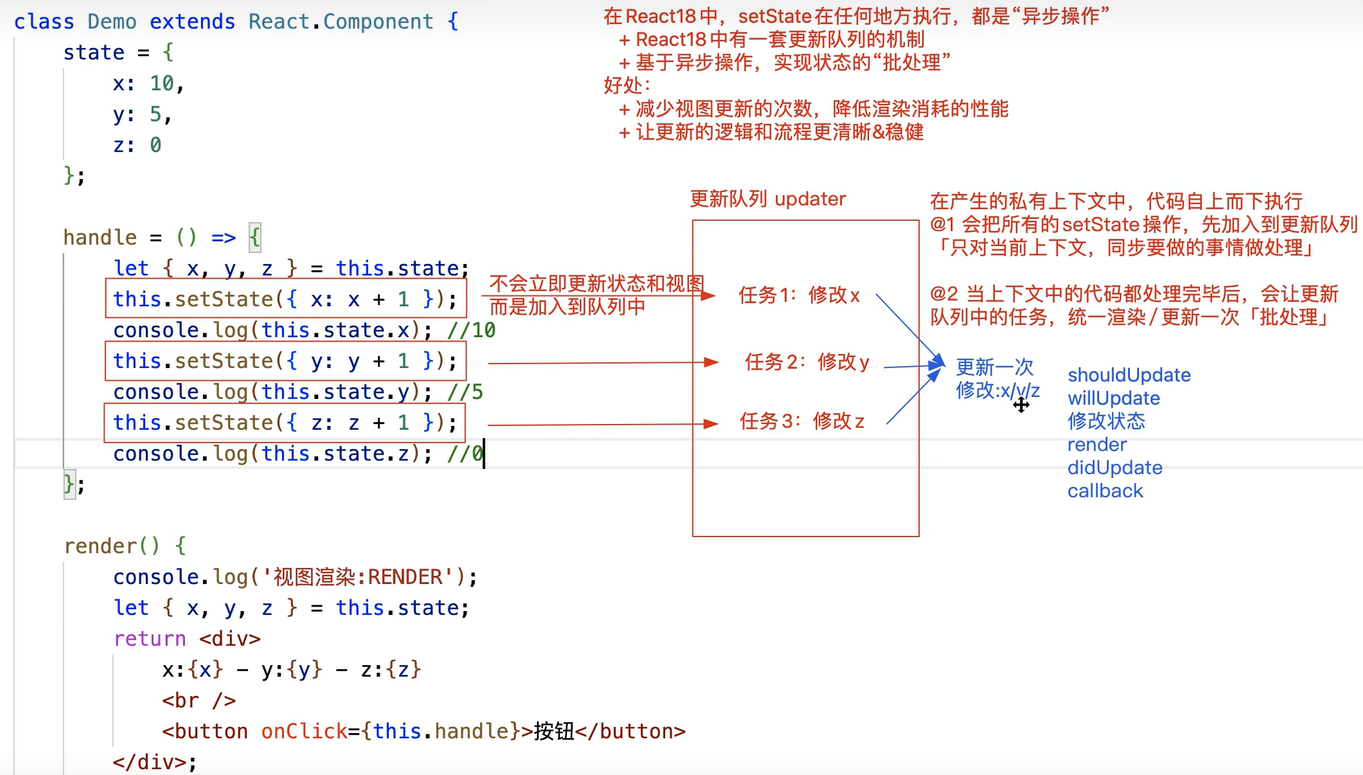 class Demo extends React.Component {
state = {
x: 10,
y: 5,
z: 0
};
handle = () => {
let { x, y, z } = this.state;
this.setState({ x: x + 1 });
console.log(this.state.x); //10
this.setState({ y: y + 1 });
console.log(this.state.y); //5
this.setState({ z: z + 1 });
console.log(this.state.z); //0
};
render() {
console.log('视图渲染:RENDER');
let { x, y, z } = this.state;
return <div>
x:{x} - y:{y} - z:{z}
<br />
<button onClick={this.handle}>按钮</button>
</div>;
在React18中，setState在任何地方执行，都是“异步操作”
+ React18中有一套更新队列的机制
+ 基于异步操作，实现状态的“批处理”
好处：
+ 减少视图更新的次数，降低渲染消耗的性能
+ 让更新的逻辑和流程更清晰&稳健
不会立即更新状态和视图
而是加入到队列中
更新队列 updater
任务1：修改x
任务2：修改y
任务3：修改z
在产生的私有上下文中，代码自上而下执行
@1 会把所有的setState操作，先加入到更新队列
「只对当前上下文，同步要做的事情做处理」
@2 当上下文中的代码都处理完毕后，会让更新
队列中的任务，统一渲染/更新一次「批处理」
更新一次
修改:x/y/z
shouldUpdate
willUpdate
修改状态
render
didUpdate
callback